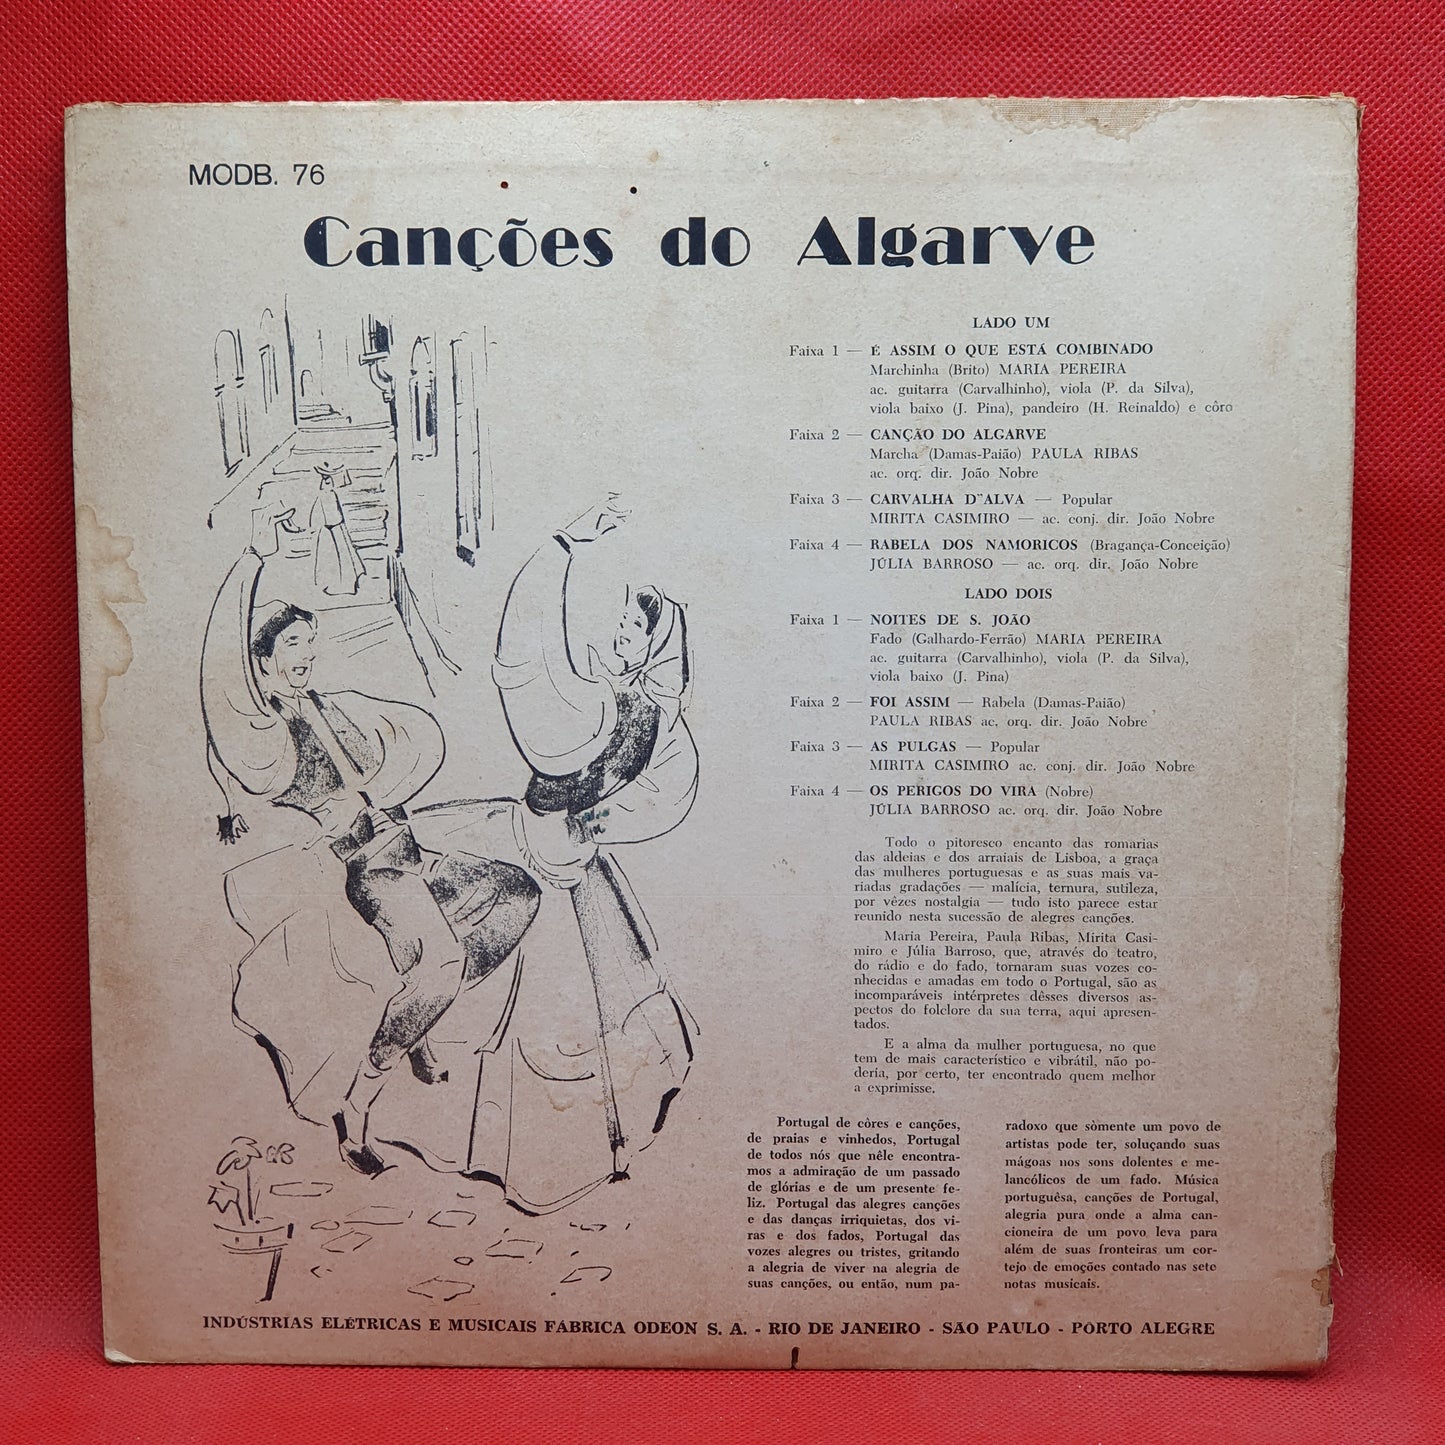 MODB. 76
Canções do Algarve
LADO UM
Faixa 1 — É ASSIM O QUE ESTÁ COMBINADO
Marchinha (Brito) MARIA PEREIRA
ac. guitarra (Carvalhinho), viola (P. da Silva),
viola baixo (J. Pina), pandeiro (H. Reinaldo) e côro
Faixa 2 — CANÇÃO DO ALGARVE
Marcha (Damas-Paião) PAULA RIBAS
ac. orq. dir. João Nobre
Faixa 3 — CARVALHA D"ALVA — Popular
MIRITA CASIMIRO — ac. conj. dir. João Nobre
Faixa 4 — RABELA DOS NAMORICOS (Bragança-Conceição)
JÚLIA BARROSO — ac. orq. dir. João Nobre
LADO DOIS
Faixa 1 — NOITES DE S. JOÃO
Fado (Galhardo-Ferrão) MARIA PEREIRA
ac. guitarra (Carvalhinho), viola (P. da Silva),
viola baixo (J. Pina)
Faixa 2 — FOI ASSIM — Rabela (Damas-Paião)
PAULA RIBAS ac, orq. dir. João Nobre
Faixa 3 — AS PULGAS — Popular
MIRITA CASIMIRO ac. conj. dir. João Nobre
Faixa 4 — OS PERIGOS DO VIRA (Nobre)
JÚLIA BARROSO ac. orq. dir. João Nobre
Todo o pitoresco encanto das romarias
das aldeias e dos arraiais de Lisboa, a graça
das mulheres portuguesas e as suas mais va-
riadas gradações — malícia, ternura, sutileza,
por vêzes nostalgia — tudo isto parece estar
reunido nesta sucessão de alegres canções.
Maria Pereira, Paula Ribas, Mirita Casi-
miro e Júlia Barroso, que, através do teatro,
do rádio e do fado, tornaram suas vozes co-
nhecidas e amadas em todo o Portugal, são as
incomparáveis intérpretes dêsses diversos as-
pectos do folclore da sua terra, aqui apresen-
tados.
E a alma da mulher portuguesa, no que
tem de mais característico e vibrátil, não po-
deria, por certo, ter encontrado quem melhor
a exprimisse.
Portugal de côres e canções,
de praias e vinhedos, Portugal
de todos nós que nêle encontra-
mos a admiração de um passado
de glórias e de um presente fe-
liz. Portugal das alegres canções
e das danças irriquietas, dos vi-
ras e dos fados, Portugal das
vozes alegres ou tristes, gritando
a alegria de viver na alegria de
suas canções, ou então, num pa-
radoxo que sòmente um povo de
artistas pode ter, soluçando suas
mágoas nos sons dolentes e me-
lancólicos de um fado. Música
portuguêsa, canções de Portugal,
alegria pura onde a alma can-
cioneira de um povo leva para
além de suas fronteiras um cor-
tejo de emoções contado nas sete
notas musicais.
INDÚSTRIAS ELÉTRICAS E MUSICAIS FÁBRICA ODEON S. A. - RIO DE JANEIRO - SÃO PAULO - PÔRTO ALEGRE